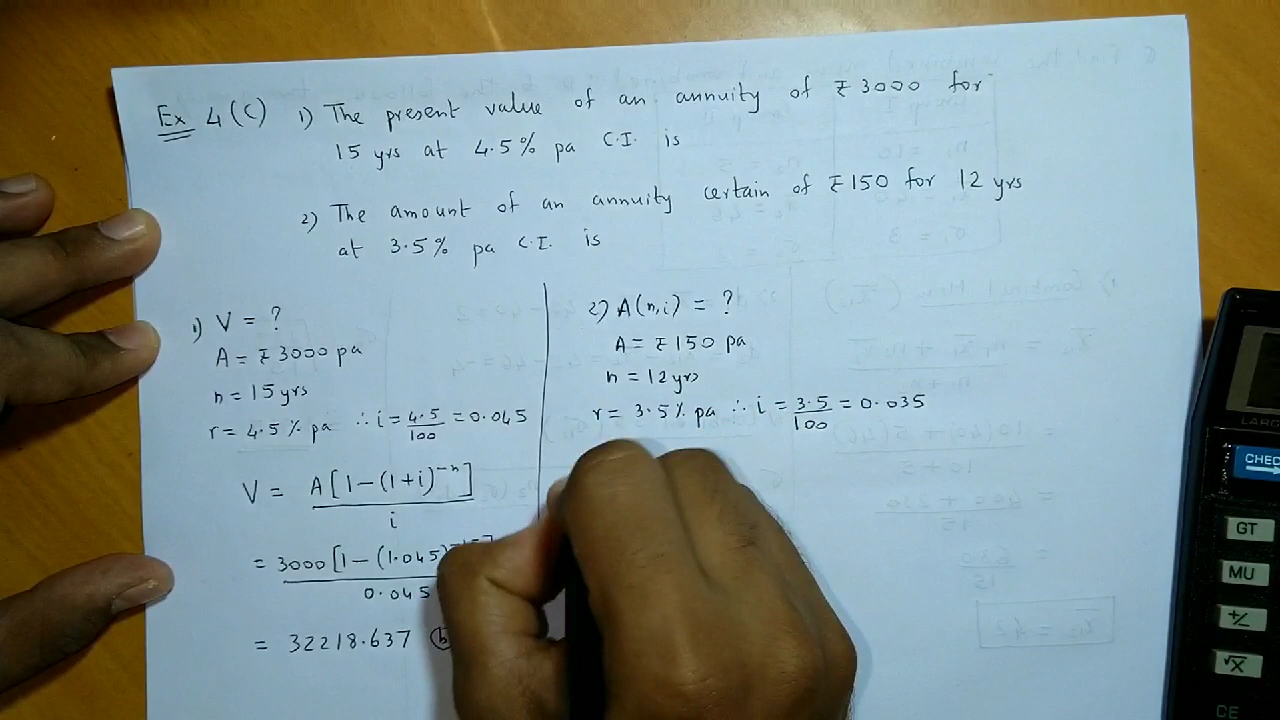 Ex 4(C) 1) The present value of an annuity of ₹3000 for
15 yrs at 4.5% pa C.I. is
2) The amount of an annuity certain of ₹150 for 12 yrs
at 3.5% pa C.I. is
1) V = ?
A = ₹3000 pa
n = 15 yrs
r = 4.5% pa ∴ i = 4.5/100 = 0.045
V = A[1-(1+i)^-n]/i
= 3000[1-(1.045)
0.045
= 32218.637 (b
2) A(n,i) = ?
A = ₹150 pa
n = 12 yrs
r = 3.5% pa ∴ i = 3.5/100 = 0.035
LARG
CHEC
GT
MU
+/-
√X
CE